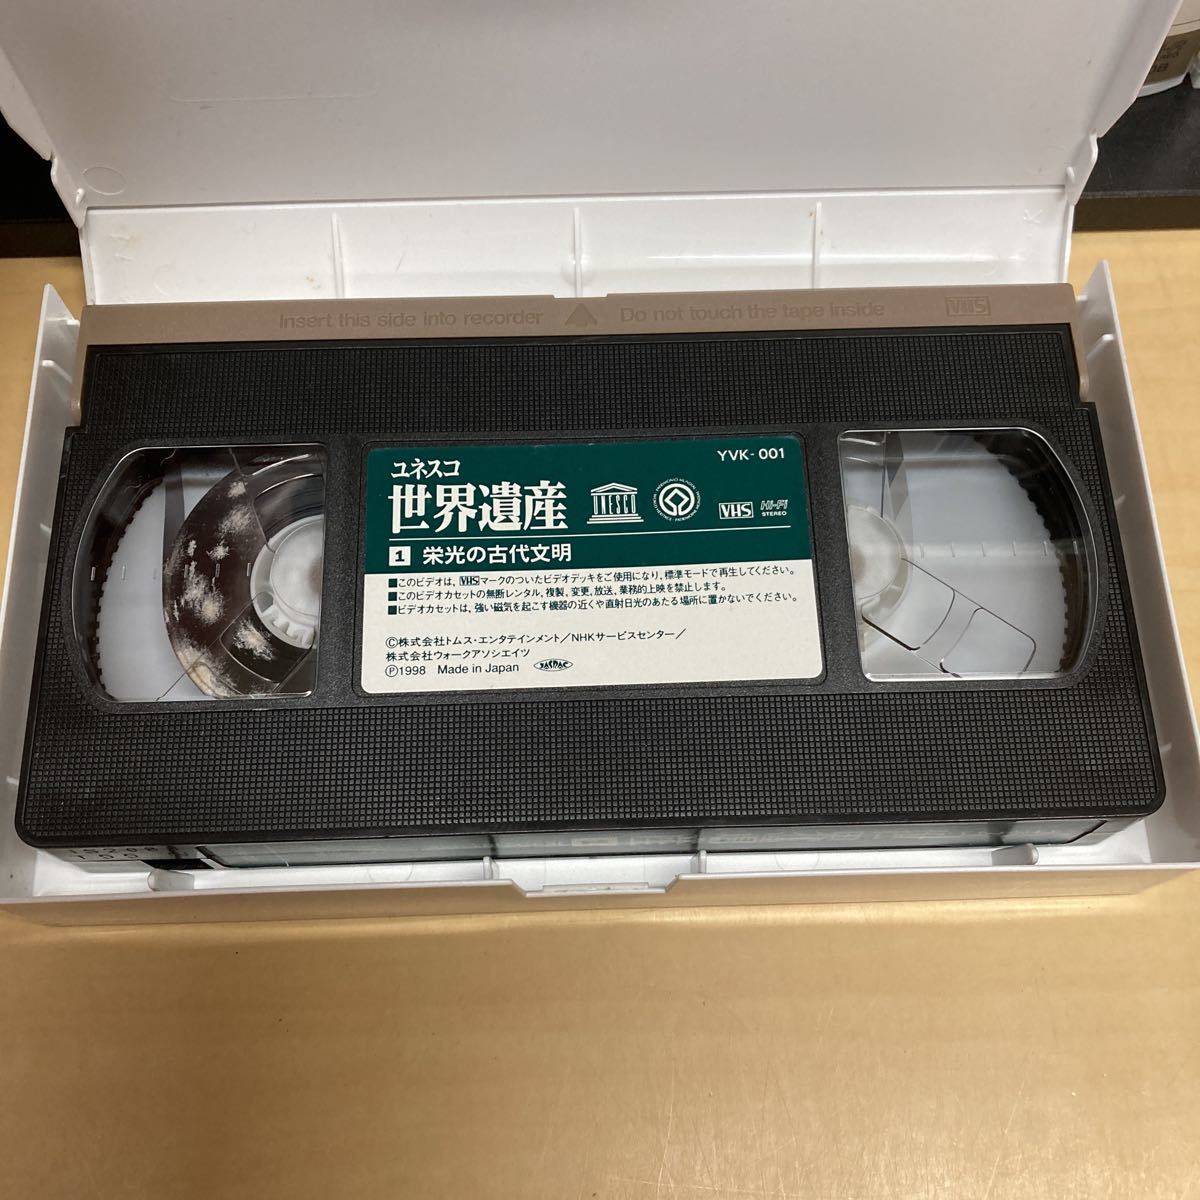 Insert this side into recorder Do not touch the tape inside VHS
YVK-001
ユネスコ
世界遺産
UNESCO
VHS Hi-Fi STEREO
1 栄光の古代文明
■このビデオは、VHSマークのついたビデオデッキをご使用になり、標準モードで再生してください。
■このビデオカセットの無断レンタル、複製、変更、放送、業務的上映を禁止します。
■ビデオカセットは、強い磁気を起こす機器の近くや直射日光のあたる場所に置かないでください。
©株式会社トムス・エンタテインメント/NHKサービスセンター/
株式会社ウォークアソシエイツ
Ⓟ1998 Made in Japan JASRAC